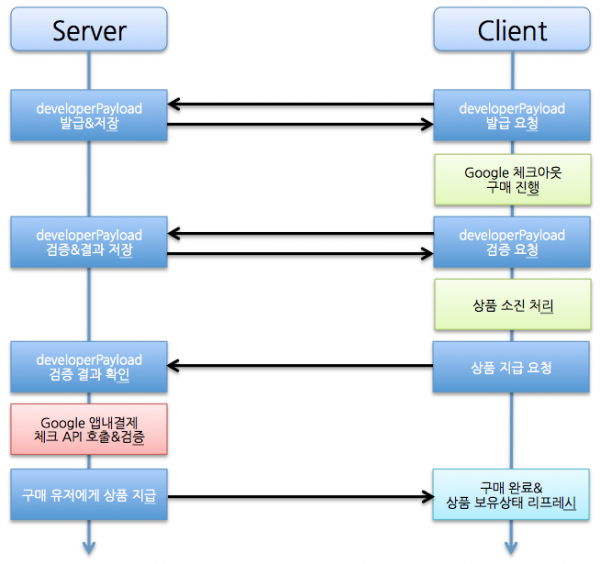 Server
Client
developerPayload
발급&저장
developerPayload
발급 요청
Google 체크아웃
구매 진행
developerPayload
검증&결과 저장
developerPayload
검증 요청
상품 소진 처리
developerPayload
검증 결과 확인
상품 지급 요청
Google 앱내결제
체크 API 호출&검증
구매 유저에게 상품 지급
구매 완료&
상품 보유상태 리프레시